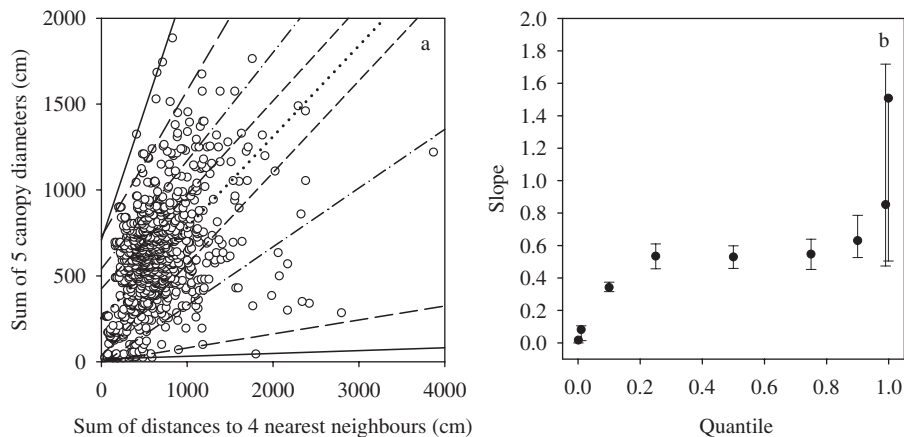 2000
1500
1000
500
0
Sum of 5 canopy diameters (cm)
a
0 1000 2000 3000 4000
Sum of distances to 4 nearest neighbours (cm)
2.0
1.8
1.6
1.4
1.2
1.0
0.8
0.6
0.4
0.2
0.0
Slope
b
0.0 0.2 0.4 0.6 0.8 1.0
Quantile